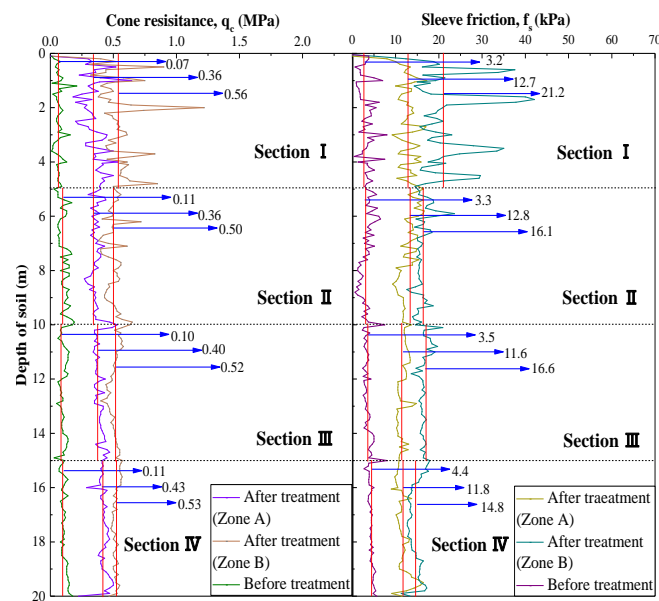 Cone resisitance, q_c (MPa)
Sleeve friction, f_s (kPa)
0.0 0.5 1.0 1.5 2.0
0 10 20 30 40 50 60 70
Depth of soil (m)
0
2
4
6
8
10
12
14
16
18
20
0.07
0.36
0.56
Section Ⅰ
0.11
0.36
0.50
Section Ⅱ
0.10
0.40
0.52
Section Ⅲ
0.11
0.43
0.53
Section Ⅳ
After treatment
(Zone A)
After treatment
(Zone B)
Before treatment
3.2
12.7
21.2
Section Ⅰ
3.3
12.8
16.1
Section Ⅱ
3.5
11.6
16.6
Section Ⅲ
4.4
11.8
14.8
Section Ⅳ
After traeatment
(Zone A)
After treatment
(Zone B)
Before treatment